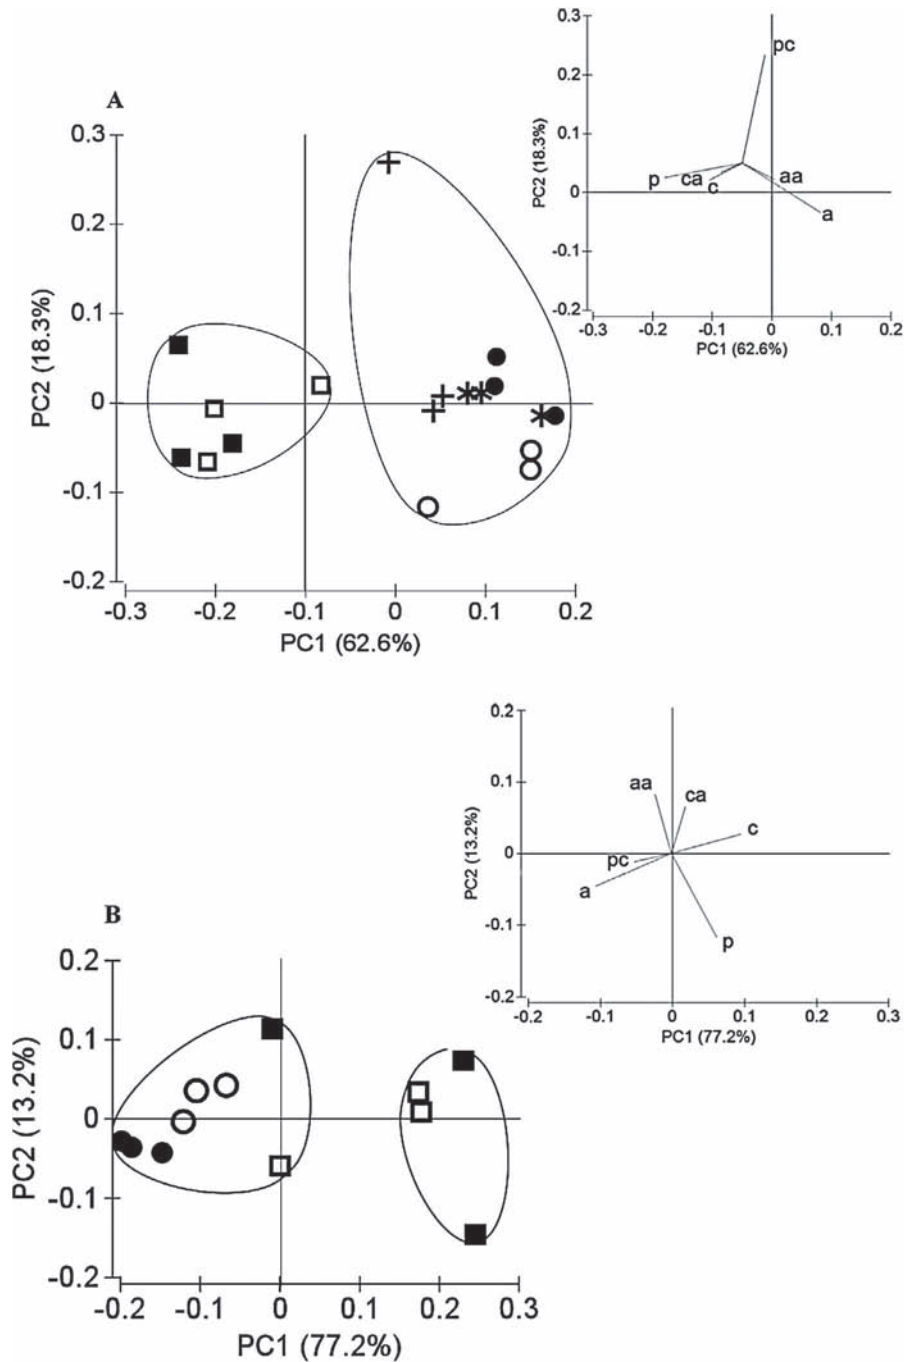 A
0.3
0.2
0.1
0
-0.1
-0.2
-0.3 -0.2 -0.1 0 0.1 0.2
PC1 (62.6%)
PC2 (18.3%)
0.3
0.2
0.1
0
-0.1
-0.2
-0.3 -0.2 -0.1 0 0.1 0.2
PC1 (62.6%)
PC2 (18.3%)
pc
p
ca
c
aa
a
B
0.2
0.1
0
-0.1
-0.2
-0.2 -0.1 0 0.1 0.2 0.3
PC1 (77.2%)
PC2 (13.2%)
0.2
0.1
0
-0.1
-0.2
-0.2 -0.1 0 0.1 0.2 0.3
PC1 (77.2%)
PC2 (13.2%)
aa
ca
c
pc
a
p